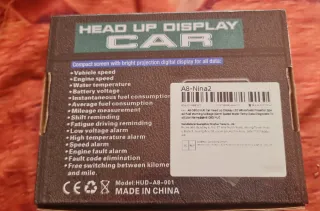 HEAD UP DISPLAY
CAR
Compact screen with bright projection digital display for all data:
• Vehicle speed
• Engine speed
• Water temperature
• Battery voltage
• Instantaneous fuel consumption
• Average fuel consumption
• Mileage measurement
• Shift reminding
• Fatigue driving reminding
• Low voltage alarm
• High temperature alarm
• Speed alarm
• Engine fault alarm
• Fault code elimination
• Free switching between kilome
and mile.
A8-Nina2
Model:HUD-A8-001
MADE IN CHINA